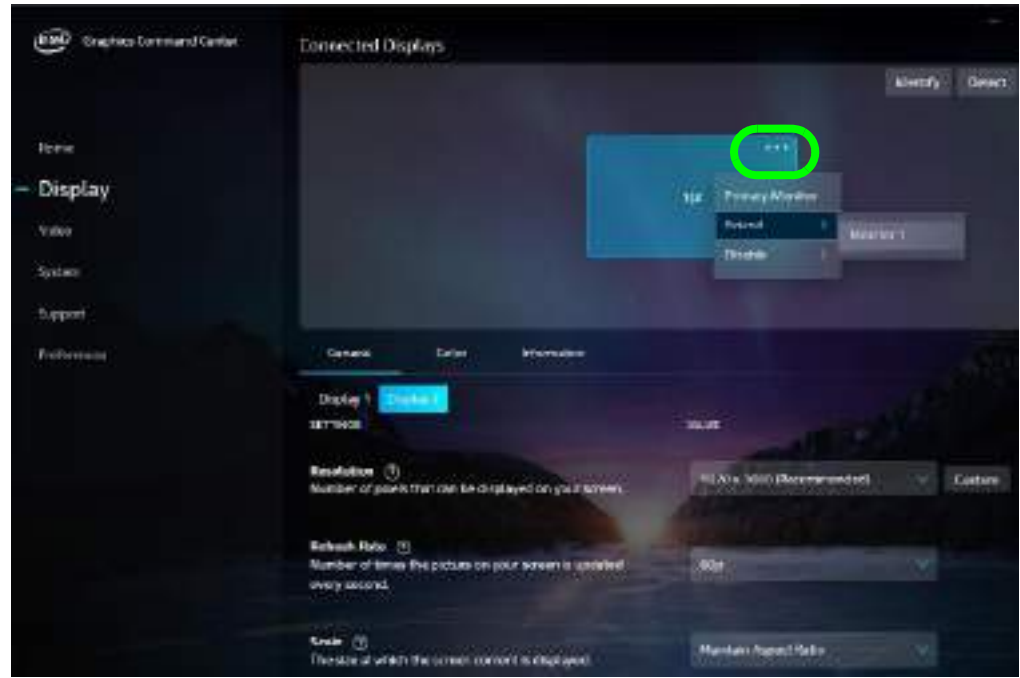 intel Graphics Command Center
Connected Displays
Identify Detect
Home
Display
Video
System
Support
Preferences
Primary Monitor
Extend
Monitor 1
Disable
General Color Information
Display 1 Display 2
SETTINGS VALUE
Resolution ?
Number of pixels that can be displayed on your screen.
(Recommended) Custom
Refresh Rate ?
Number of times the picture on your screen is updated
every second.
60p
Scale ?
The size at which the screen content is displayed.
Maintain Aspect Ratio